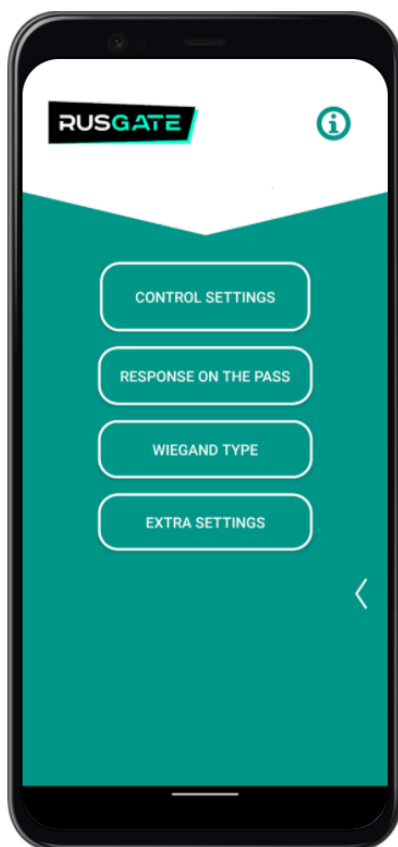 RUSGATE
CONTROL SETTINGS
RESPONSE ON THE PASS
WIEGAND TYPE
EXTRA SETTINGS